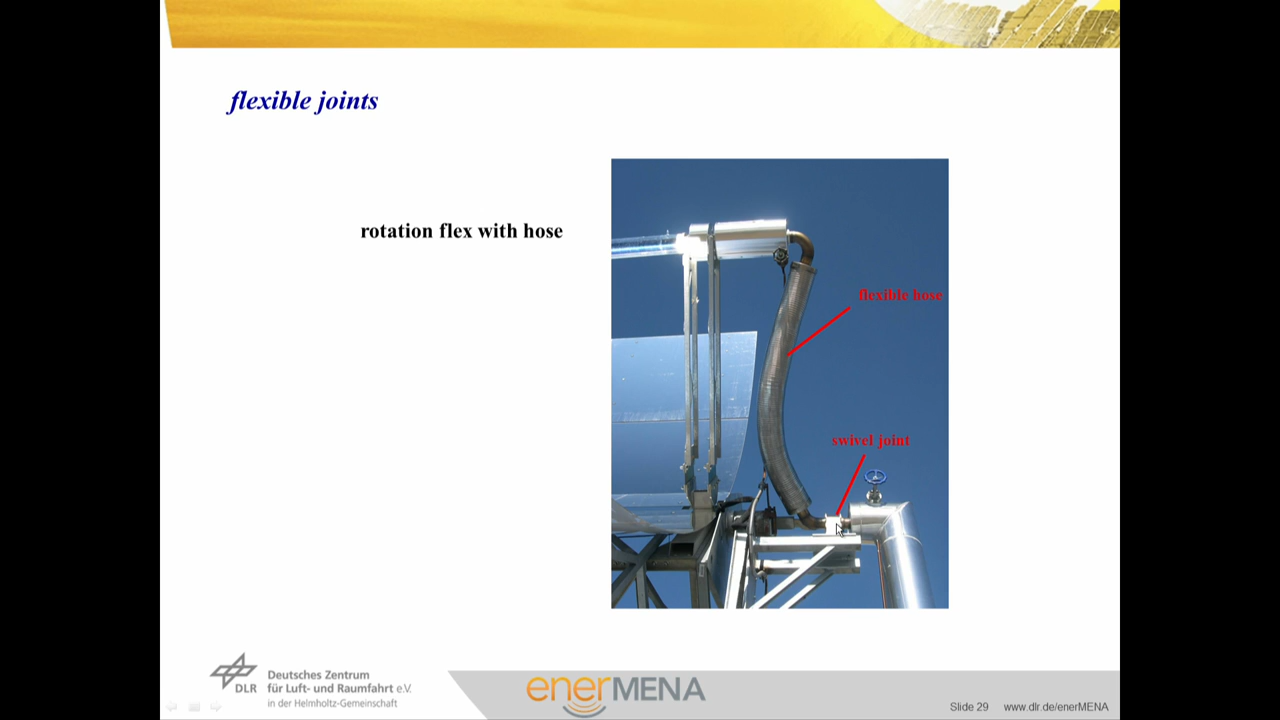 flexible joints
rotation flex with hose
flexible hose
swivel joint
DLR
Deutsches Zentrum
für Luft- und Raumfahrt e.V.
in der Helmholtz-Gemeinschaft
enerMENA
Slide 29 www.dlr.de/enerMENA